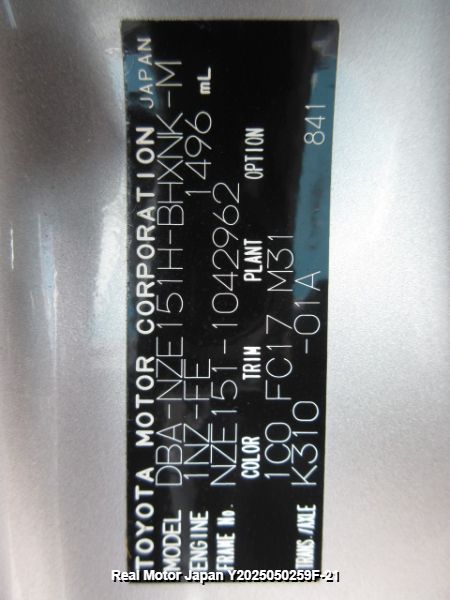 TOYOTA MOTOR CORPORATION JAPAN
MODEL DBA-NZE151H-BHXNK-M
ENGINE 1NZ-FE 1496 mL
FRAME No. NZE151-1042962
COLOR TRIM PLANT OPTION
1C0 FC17 M31
TRANS./AXLE K310 -01A 841
Real Motor Japan Y2025050259F-21